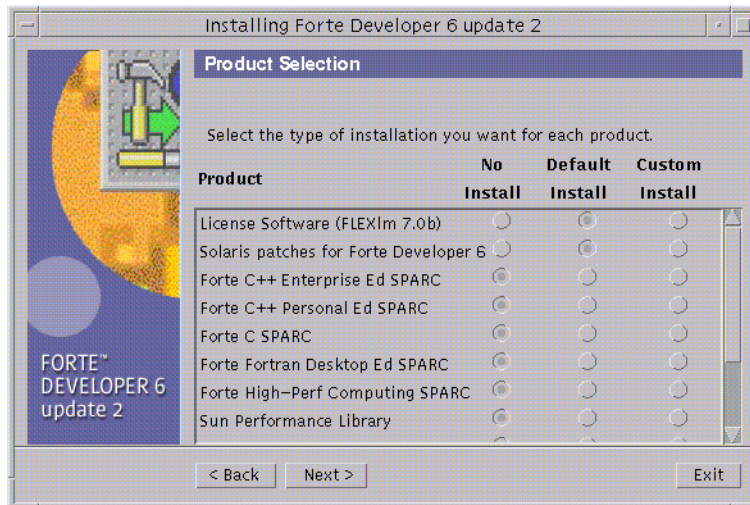 Installing Forte Developer 6 update 2
Product Selection
Select the type of installation you want for each product.
Product No Install Default Install Custom Install
License Software (FLEXlm 7.0b)
Solaris patches for Forte Developer 6
Forte C++ Enterprise Ed SPARC
Forte C++ Personal Ed SPARC
Forte C SPARC
Forte Fortran Desktop Ed SPARC
Forte High-Perf Computing SPARC
Sun Performance Library
FORTE™
DEVELOPER 6
update 2
< Back Next > Exit